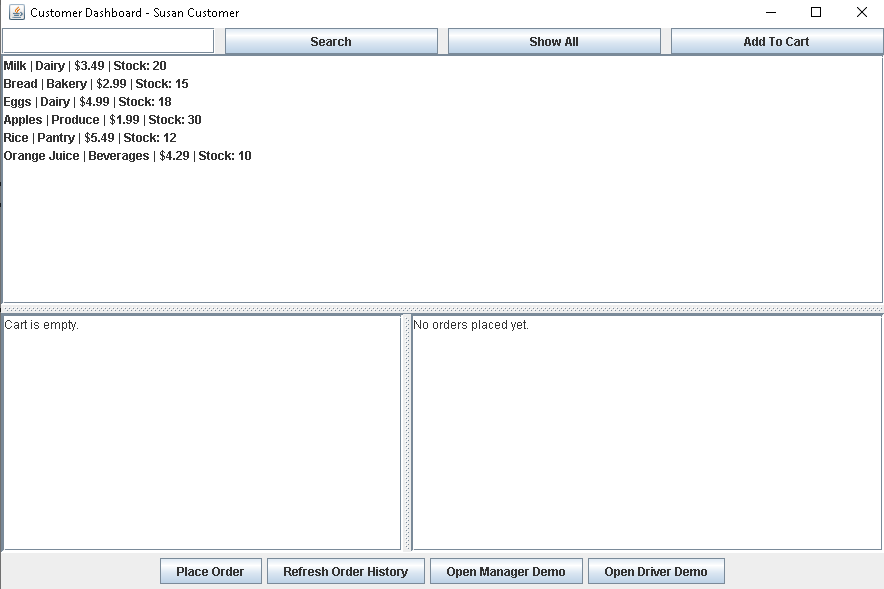 Customer Dashboard - Susan Customer
Search
Show All
Add To Cart
Milk | Dairy | $3.49 | Stock: 20
Bread | Bakery | $2.99 | Stock: 15
Eggs | Dairy | $4.99 | Stock: 18
Apples | Produce | $1.99 | Stock: 30
Rice | Pantry | $5.49 | Stock: 12
Orange Juice | Beverages | $4.29 | Stock: 10
Cart is empty.
No orders placed yet.
Place Order
Refresh Order History
Open Manager Demo
Open Driver Demo